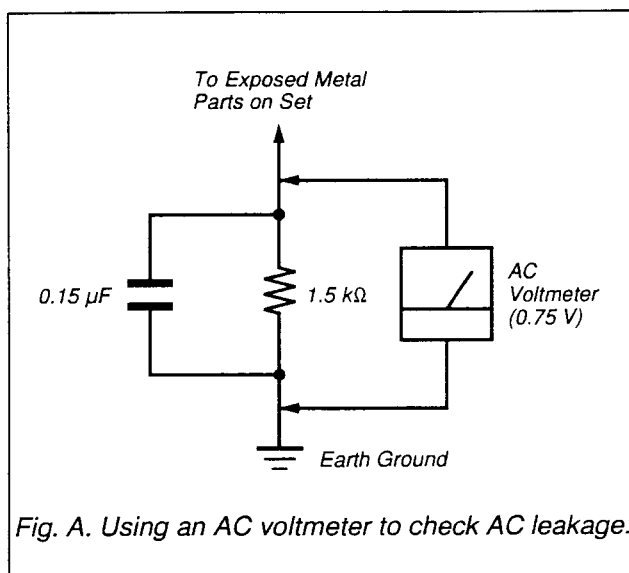 To Exposed Metal
Parts on Set
0.15 µF
1.5 kΩ
AC
Voltmeter
(0.75 V)
Earth Ground
Fig. A. Using an AC voltmeter to check AC leakage.